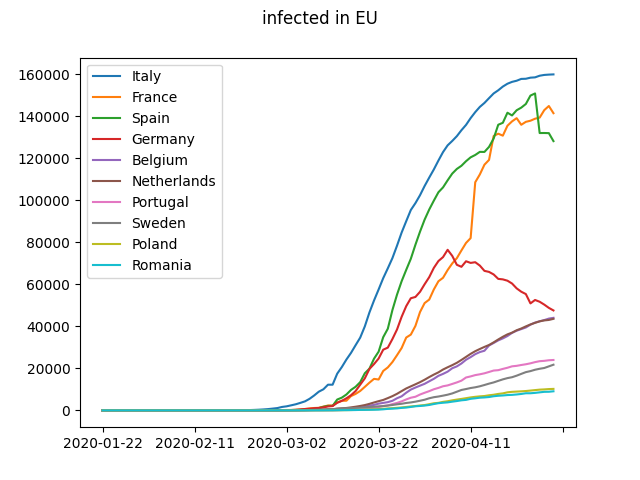 infected in EU
160000
140000
120000
100000
80000
60000
40000
20000
0
Italy
France
Spain
Germany
Belgium
Netherlands
Portugal
Sweden
Poland
Romania
2020-01-22 2020-02-11 2020-03-02 2020-03-22 2020-04-11